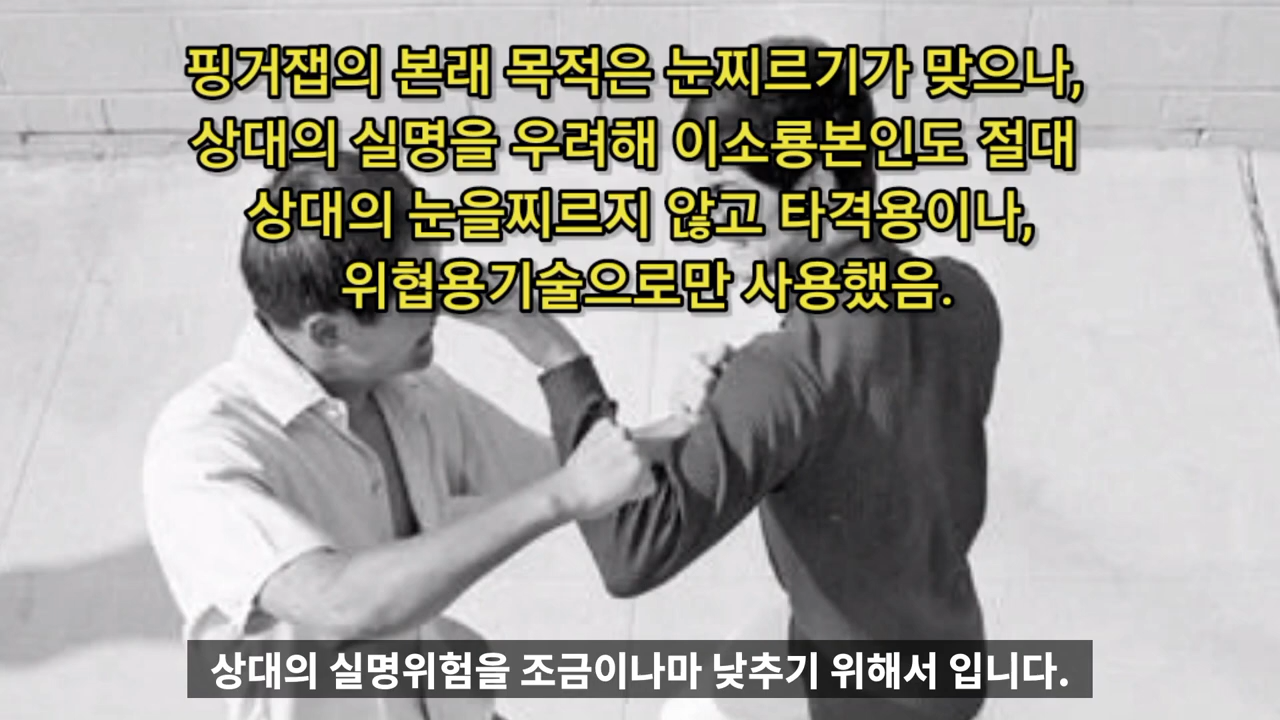 핑거잽의 본래 목적은 눈찌르기가 맞으나,
상대의 실명을 우려해 이소룡본인도 절대
상대의 눈을찌르지 않고 타격용이나,
위협용기술으로만 사용했음.
상대의 실명위험을 조금이나마 낮추기 위해서 입니다.